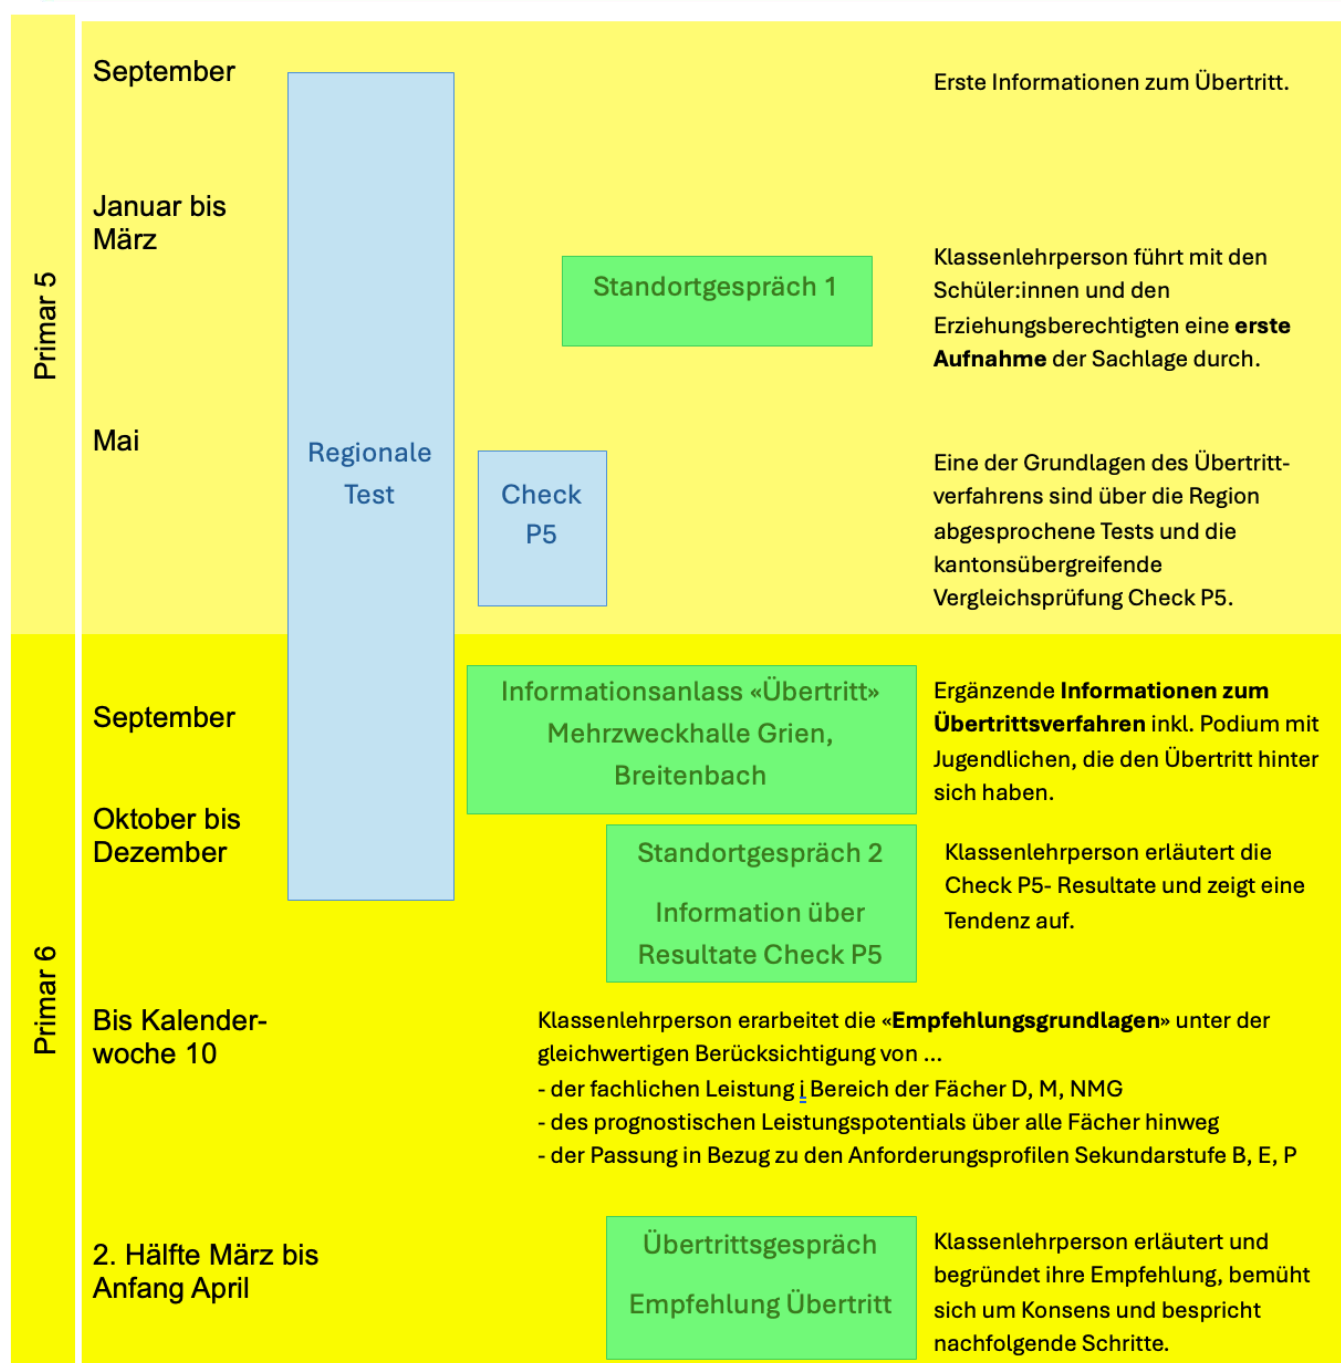 Primar 5
September
Erste Informationen zum Übertritt.
Januar bis
März
Standortgespräch 1
Klassenlehrperson führt mit den
Schüler:innen und den
Erziehungsberechtigten eine erste
Aufnahme der Sachlage durch.
Mai
Regionale
Test
Check
P5
Eine der Grundlagen des Übertritt-
verfahrens sind über die Region
abgesprochene Tests und die
kantonsübergreifende
Vergleichsprüfung Check P5.
Primar 6
September
Informationsanlass «Übertritt»
Mehrzweckhalle Grien,
Breitenbach
Ergänzende Informationen zum
Übertrittsverfahren inkl. Podium mit
Jugendlichen, die den Übertritt hinter
sich haben.
Oktober bis
Dezember
Standortgespräch 2
Information über
Resultate Check P5
Klassenlehrperson erläutert die
Check P5- Resultate und zeigt eine
Tendenz auf.
Bis Kalender-
woche 10
Klassenlehrperson erarbeitet die «Empfehlungsgrundlagen» unter der
gleichwertigen Berücksichtigung von ...
- der fachlichen Leistung i Bereich der Fächer D, M, NMG
- des prognostischen Leistungspotentials über alle Fächer hinweg
- der Passung in Bezug zu den Anforderungsprofilen Sekundarstufe B, E, P
2. Hälfte März bis
Anfang April
Übertrittsgespräch
Empfehlung Übertritt
Klassenlehrperson erläutert und
begründet ihre Empfehlung, bemüht
sich um Konsens und bespricht
nachfolgende Schritte.